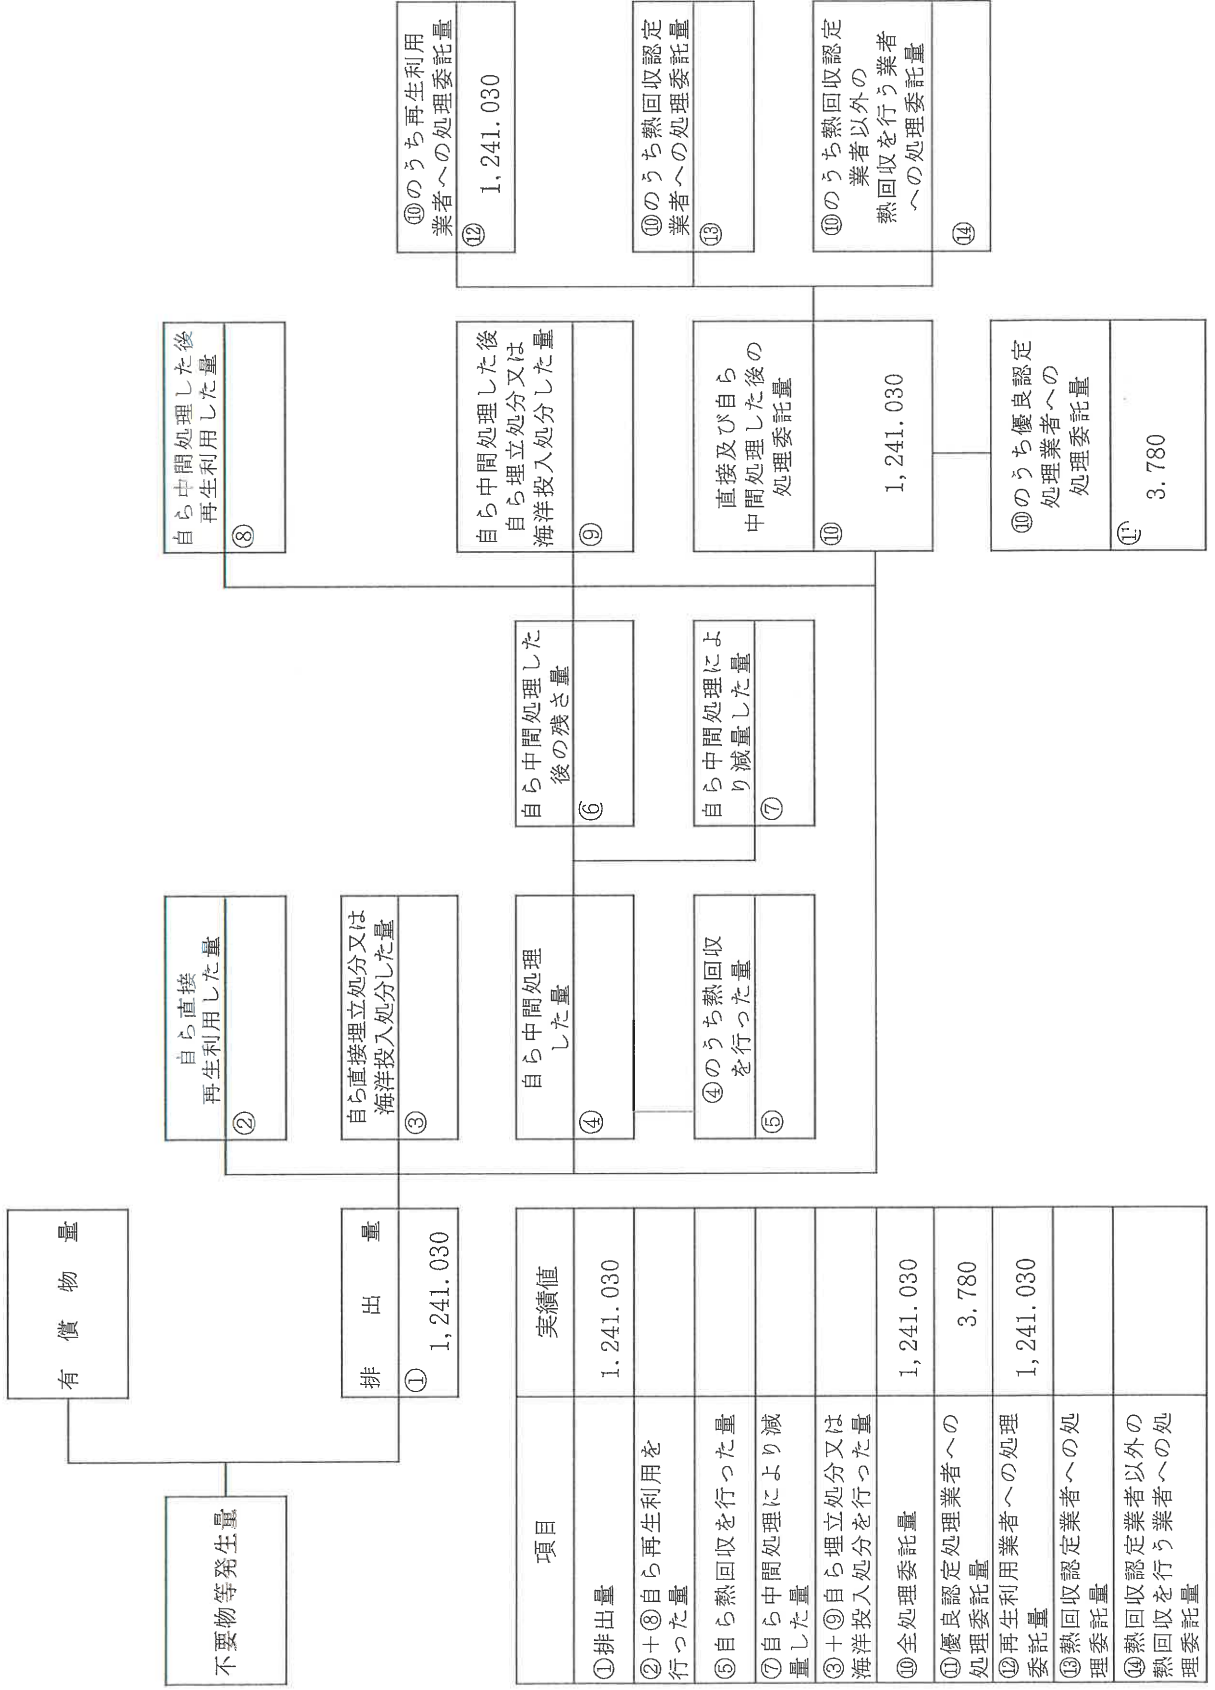 不要物等発生量
有償物量
排出量
①
1,241.030
自ら直接
再生利用した量
②
自ら直接埋立処分又は
海洋投入処分した量
③
自ら中間処理
した量
④
④のうち熱回収
を行った量
⑤
自ら中間処理した
後の残さ量
⑥
自ら中間処理によ
り減量した量
⑦
自ら中間処理した後
再生利用した量
⑧
自ら中間処理した後
自ら埋立処分又は
海洋投入処分した量
⑨
直接及び自ら
中間処理した後の
処理委託量
⑩
1,241.030
⑩のうち優良認定
処理業者への
処理委託量
⑪
3.780
⑩のうち再生利用
業者への処理委託量
⑫
1,241.030
⑩のうち熱回収認定
業者への処理委託量
⑬
⑩のうち熱回収認定
業者以外の
熱回収を行う業者
への処理委託量
⑭
項目 実績値
①排出量 1.241.030
②+⑧自ら再生利用を
行った量
⑤自ら熱回収を行った量
⑦自ら中間処理により減
量した量
③+⑨自ら埋立処分又は
海洋投入処分を行った量
⑩全処理委託量 1,241.030
⑪優良認定処理業者への
処理委託量 3.780
⑫再生利用業者への処理
委託量 1,241.030
⑬熱回収認定業者への処
理委託量
⑭熱回収認定業者以外の
熱回収を行う業者への処
理委託量